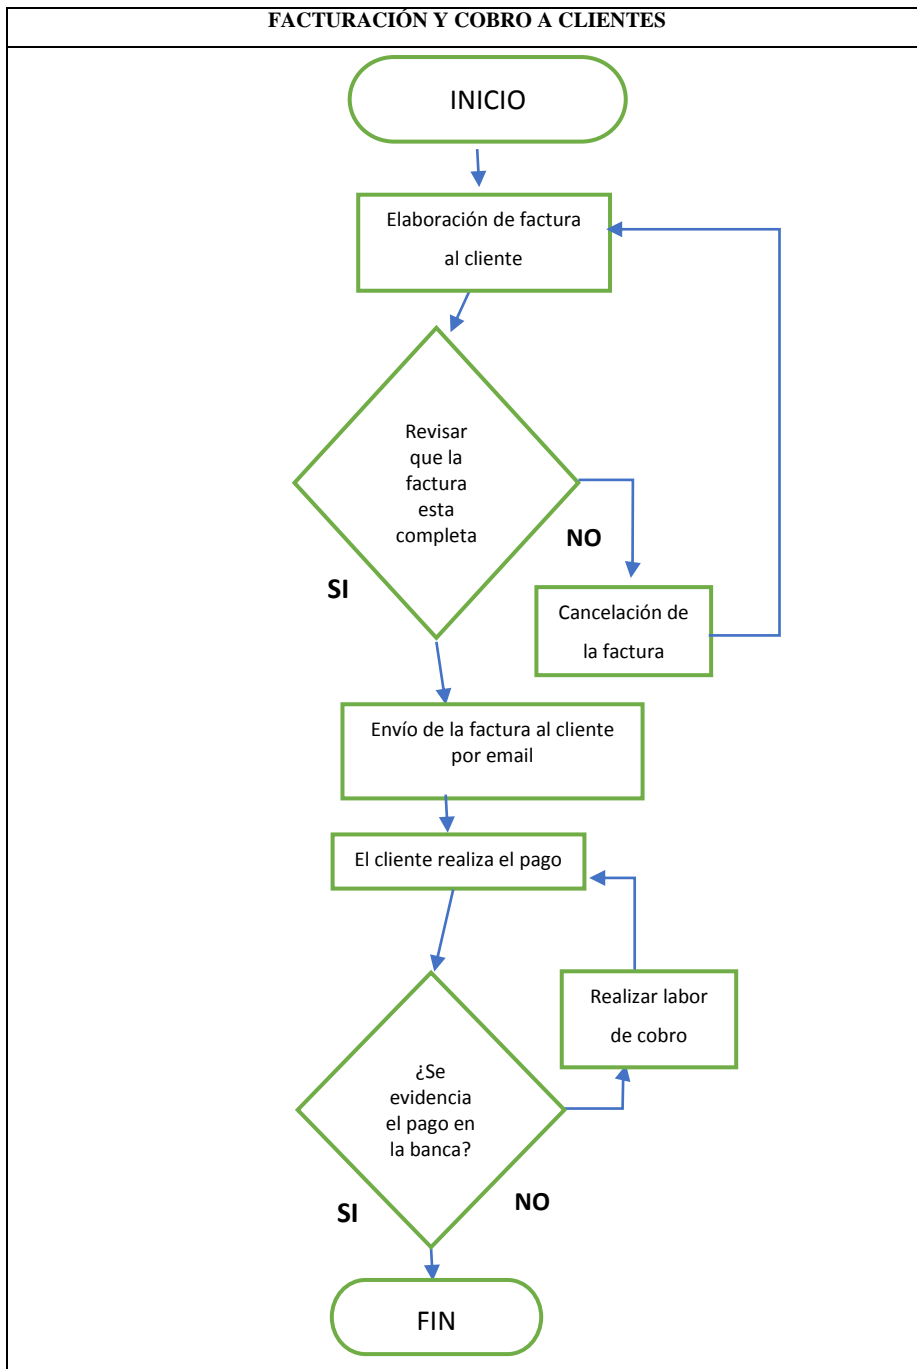 FACTURACIÓN Y COBRO A CLIENTES
INICIO
Elaboración de factura
al cliente
Revisar
que la
factura
esta
completa
NO
SI
Cancelación de
la factura
Envío de la factura al cliente
por email
El cliente realiza el pago
Realizar labor
de cobro
¿Se
evidencia
el pago en
la banca?
NO
SI
FIN